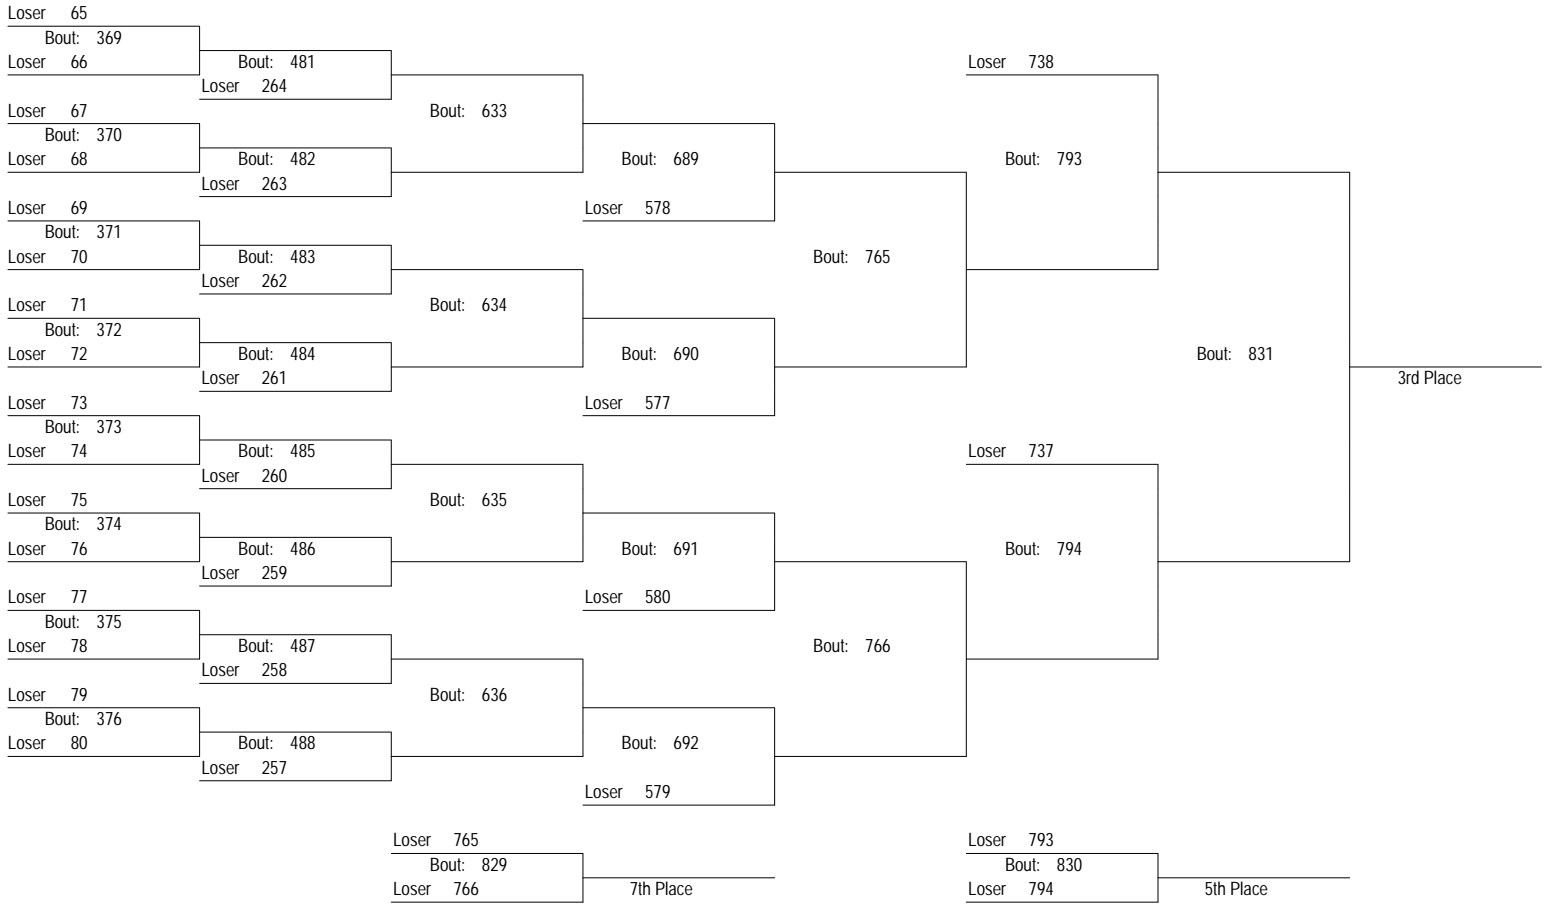 Loser 65
Bout: 369
Loser 66
Bout: 481
Loser 738
Loser 264
Loser 67
Bout: 633
Bout: 370
Loser 68
Bout: 482
Bout: 689
Bout: 793
Loser 263
Loser 69
Loser 578
Bout: 371
Loser 70
Bout: 483
Bout: 765
Loser 262
Loser 71
Bout: 634
Bout: 372
Loser 72
Bout: 484
Bout: 690
Bout: 831
Loser 261
3rd Place
Loser 73
Loser 577
Bout: 373
Loser 74
Bout: 485
Loser 737
Loser 260
Loser 75
Bout: 635
Bout: 374
Loser 76
Bout: 486
Bout: 691
Bout: 794
Loser 259
Loser 77
Loser 580
Bout: 375
Loser 78
Bout: 487
Bout: 766
Loser 258
Loser 79
Bout: 636
Bout: 376
Loser 80
Bout: 488
Bout: 692
Loser 257
Loser 579
Loser 765
Bout: 829
Loser 766
7th Place
Loser 793
Bout: 830
Loser 794
5th Place